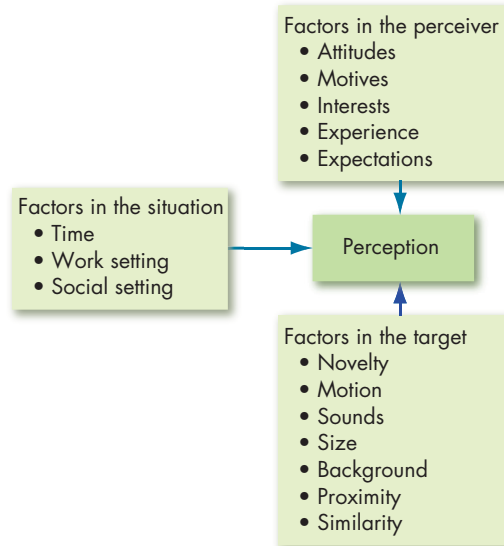 Factors in the perceiver
• Attitudes
• Motives
• Interests
• Experience
• Expectations
Factors in the situation
• Time
• Work setting
• Social setting
Perception
Factors in the target
• Novelty
• Motion
• Sounds
• Size
• Background
• Proximity
• Similarity